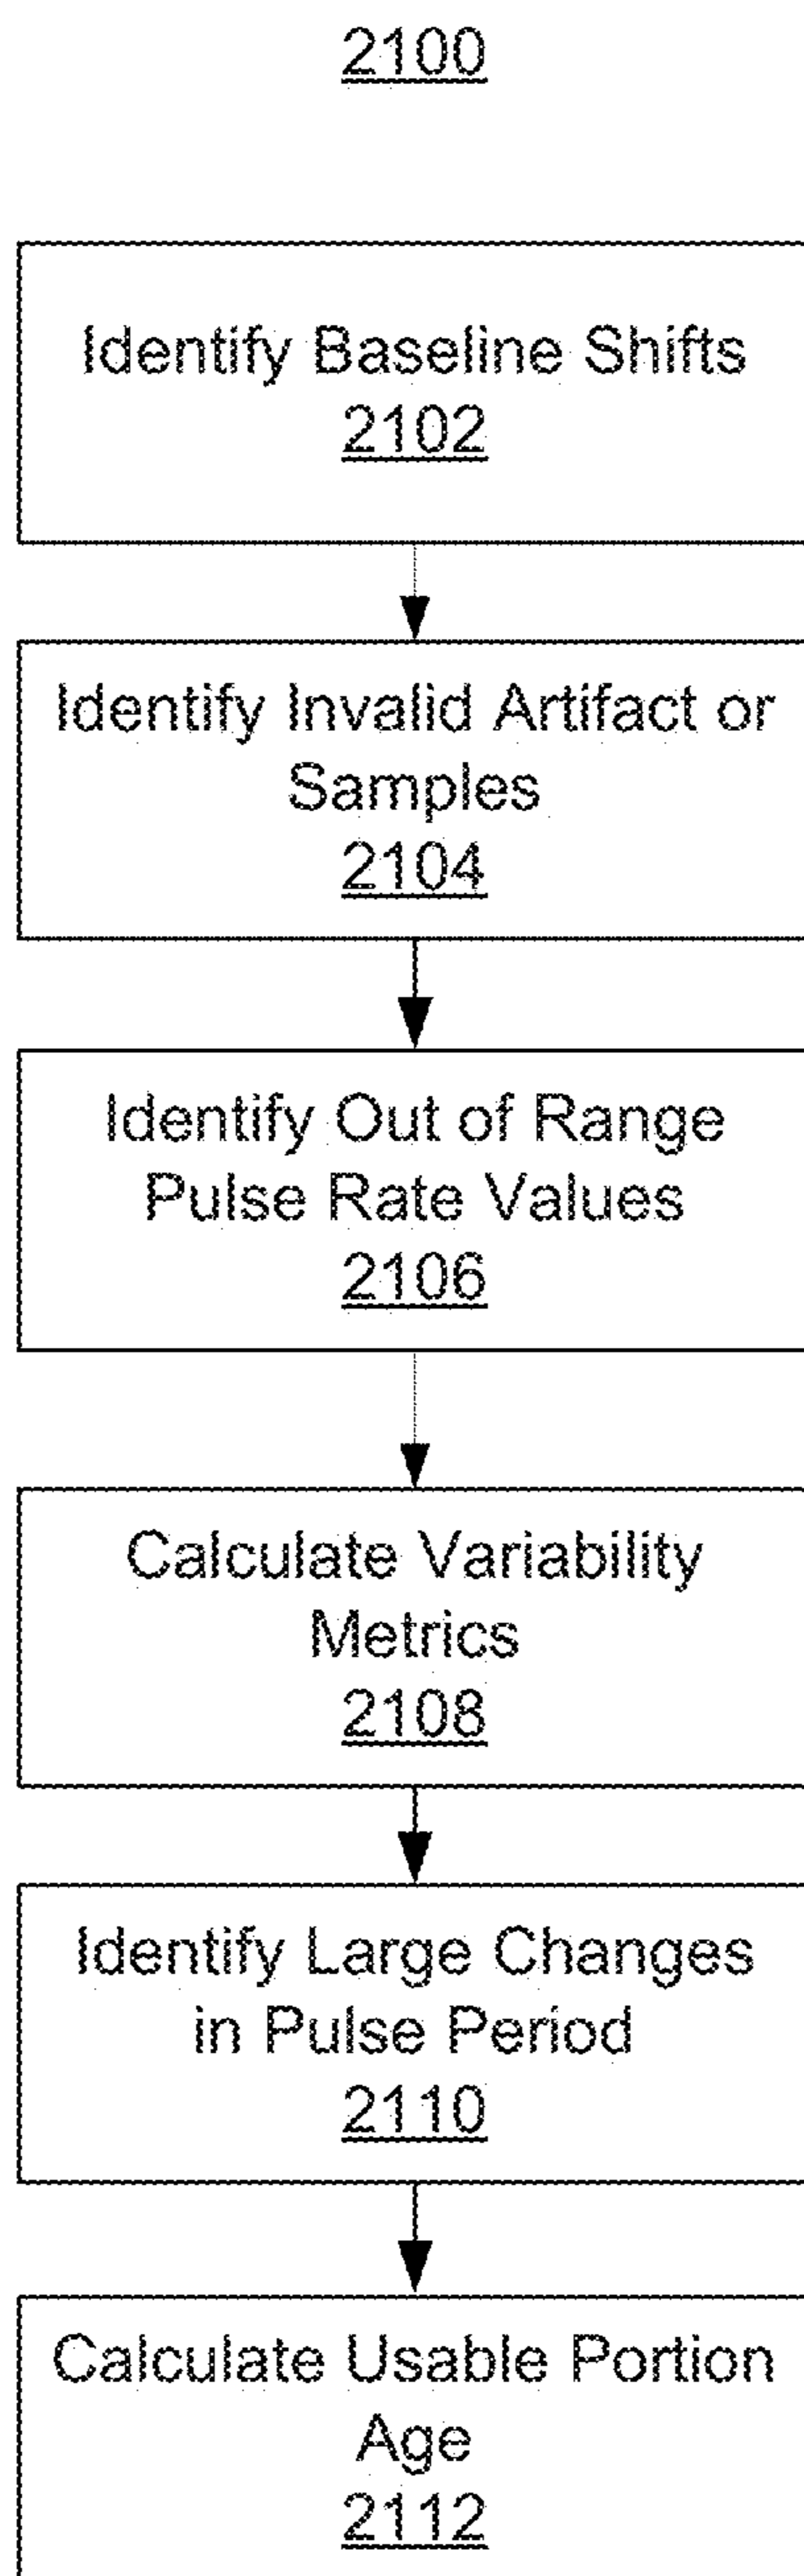 2100
Identify Baseline Shifts
2102
Identify Invalid Artifact or
Samples
2104
Identify Out of Range
Pulse Rate Values
2106
Calculate Variability
Metrics
2108
Identify Large Changes
in Pulse Period
2110
Calculate Usable Portion
Age
2112